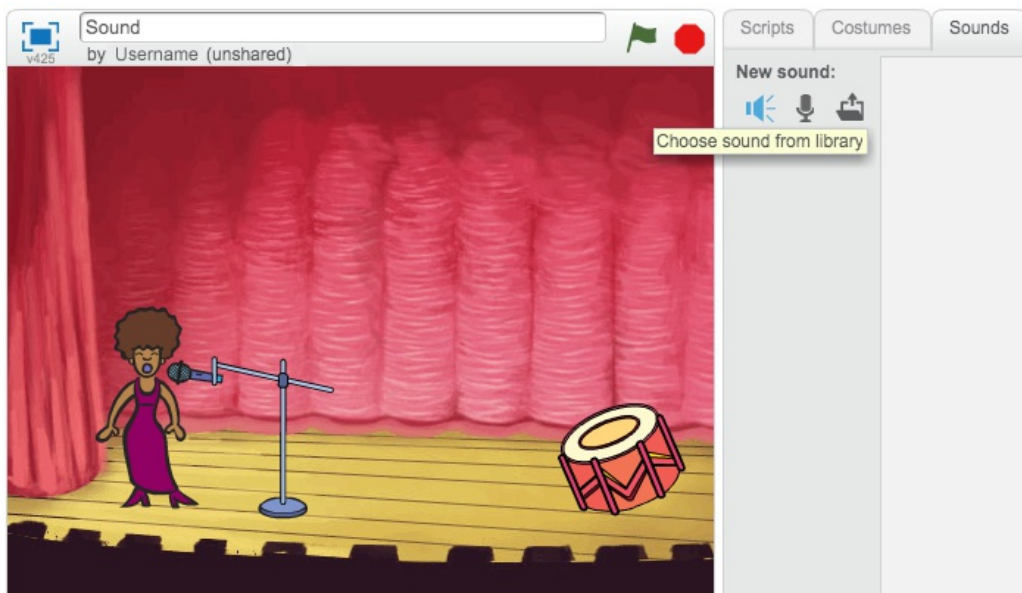 Sound
v425
by Username (unshared)
Scripts
Costumes
Sounds
New sound:
Choose sound from library